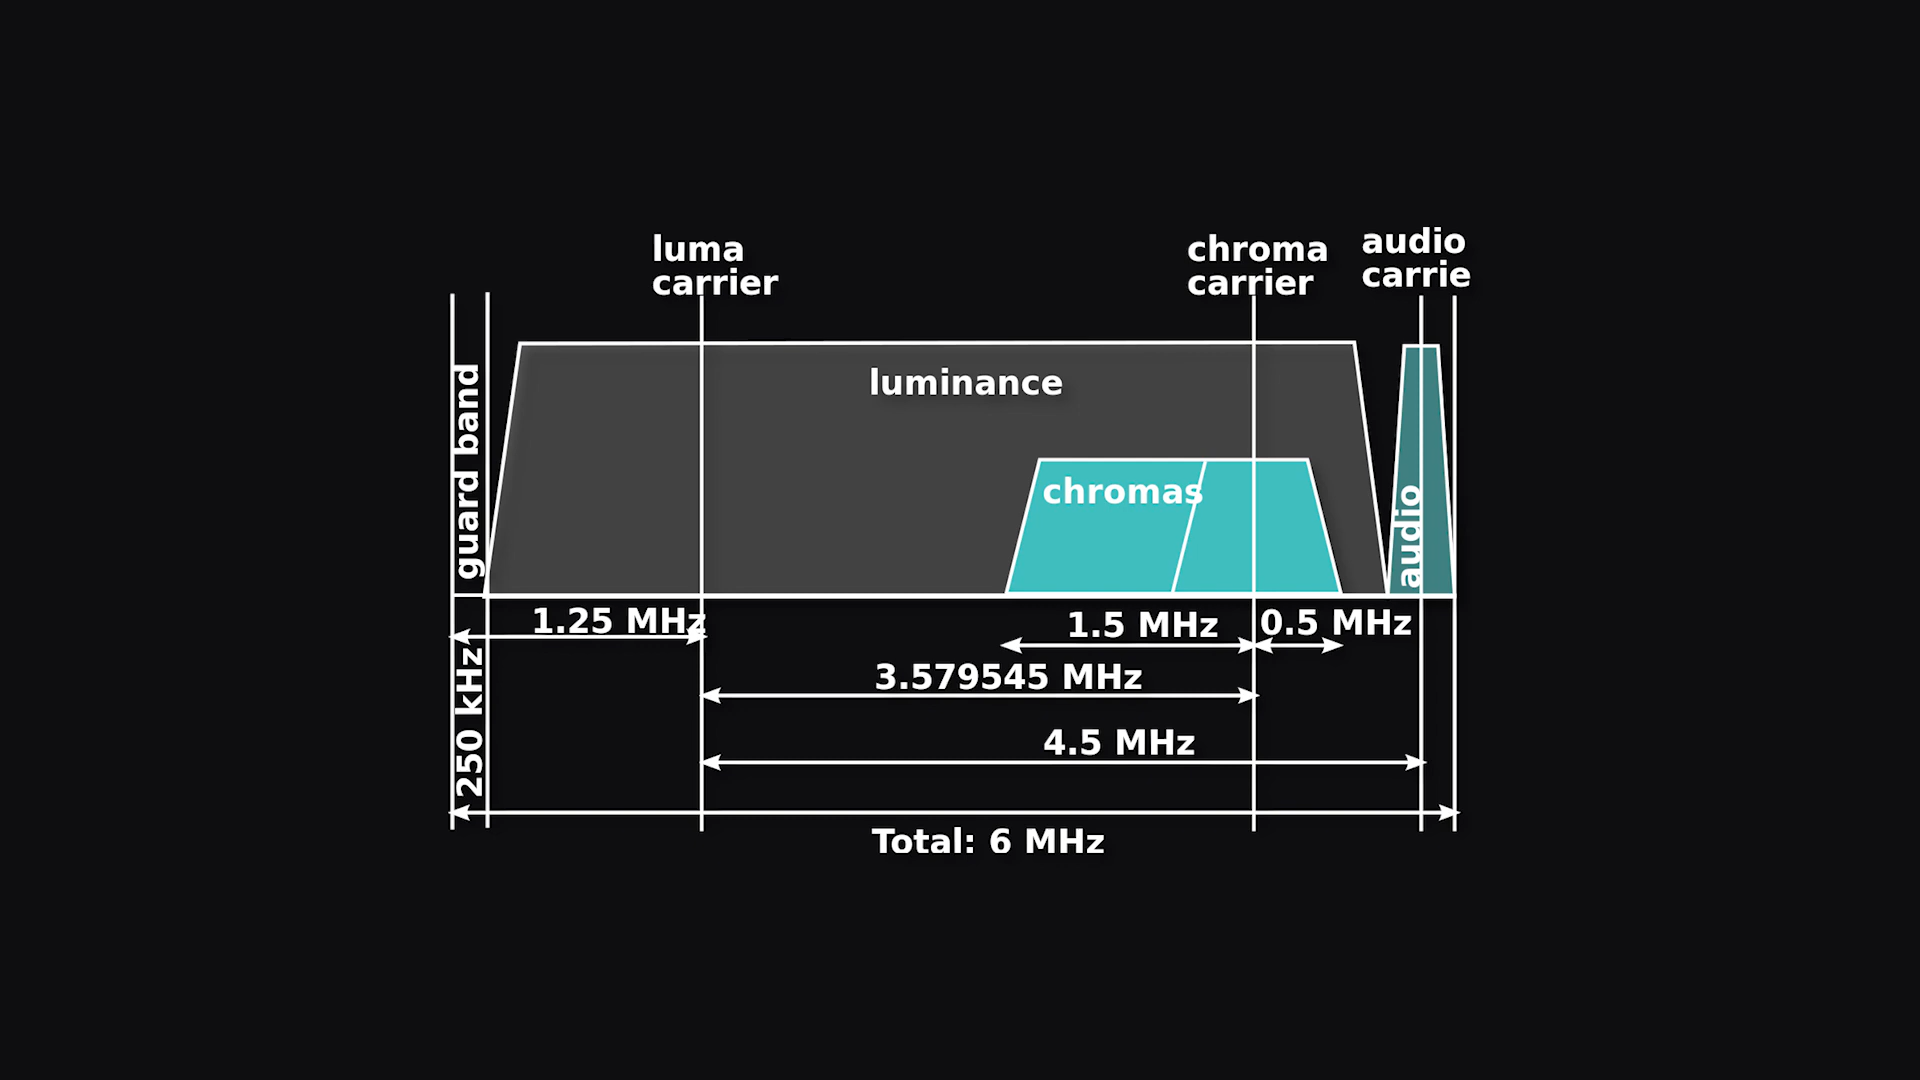 luma
carrier
chroma
carrier
audio
carrie
guard band
luminance
chromas
audio
1.25 MHz
1.5 MHz
0.5 MHz
250 kHz
3.579545 MHz
4.5 MHz
Total: 6 MHz